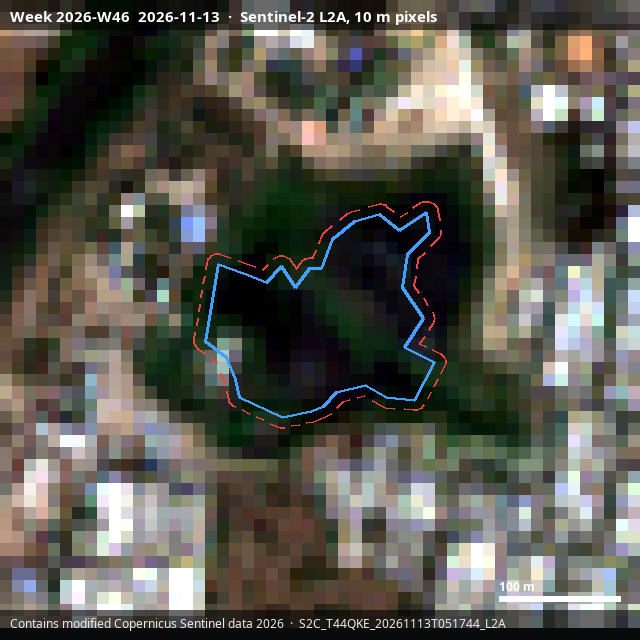 Week 2026-W46 2026-11-13 · Sentinel-2 L2A, 10 m pixels
100 m
Contains modified Copernicus Sentinel data 2026 · S2C_T44QKE_20261113T051744_L2A